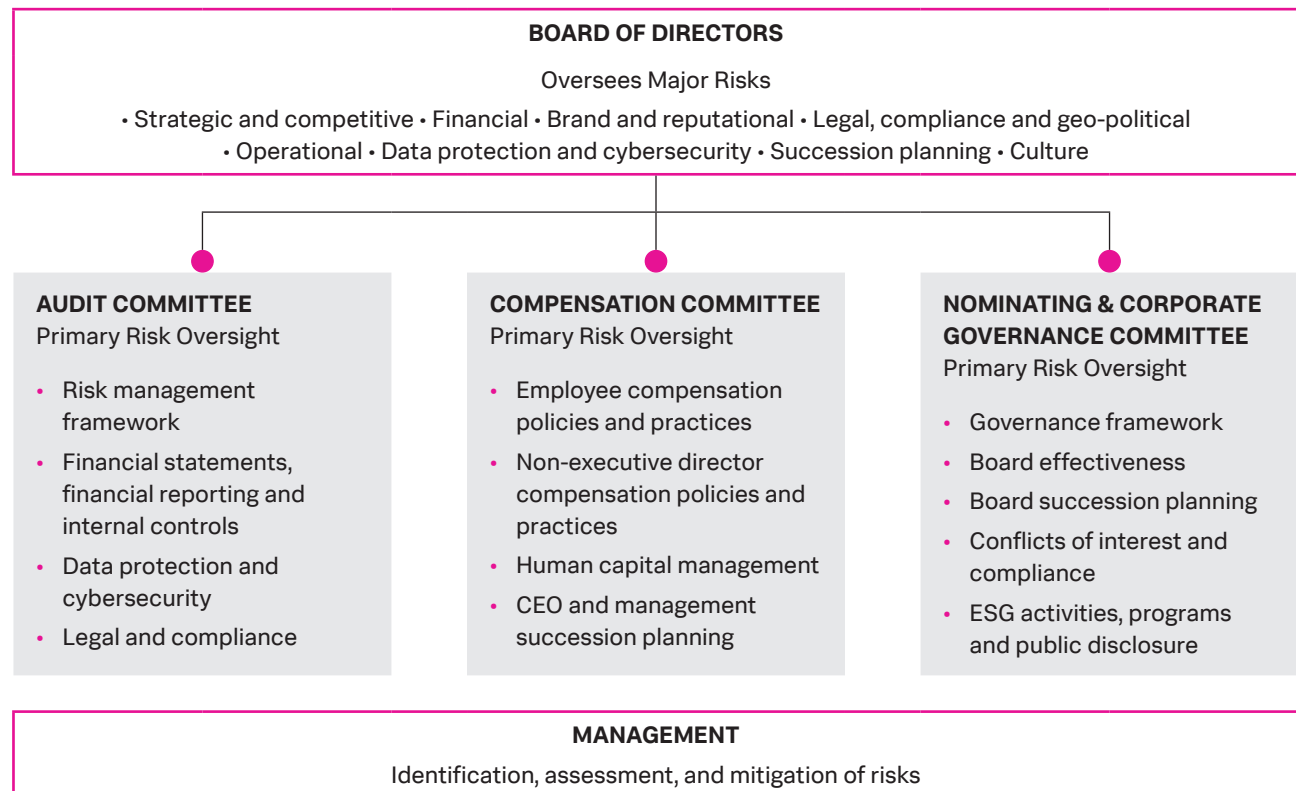 BOARD OF DIRECTORS
Oversees Major Risks
• Strategic and competitive • Financial • Brand and reputational • Legal, compliance and geo-political
• Operational • Data protection and cybersecurity • Succession planning • Culture
AUDIT COMMITTEE
Primary Risk Oversight
• Risk management
framework
• Financial statements,
financial reporting and
internal controls
• Data protection and
cybersecurity
• Legal and compliance
COMPENSATION COMMITTEE
Primary Risk Oversight
• Employee compensation
policies and practices
• Non-executive director
compensation policies and
practices
• Human capital management
• CEO and management
succession planning
NOMINATING & CORPORATE
GOVERNANCE COMMITTEE
Primary Risk Oversight
• Governance framework
• Board effectiveness
• Board succession planning
• Conflicts of interest and
compliance
• ESG activities, programs
and public disclosure
MANAGEMENT
Identification, assessment, and mitigation of risks